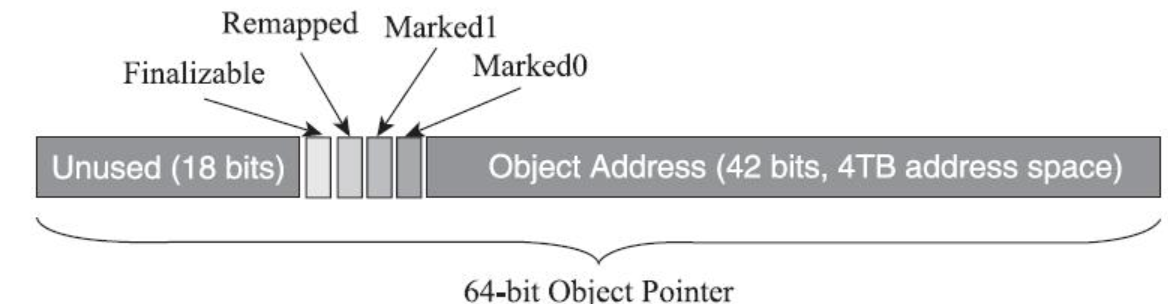 Remapped
Marked1
Finalizable
Marked0
Unused (18 bits)
Object Address (42 bits, 4TB address space)
64-bit Object Pointer